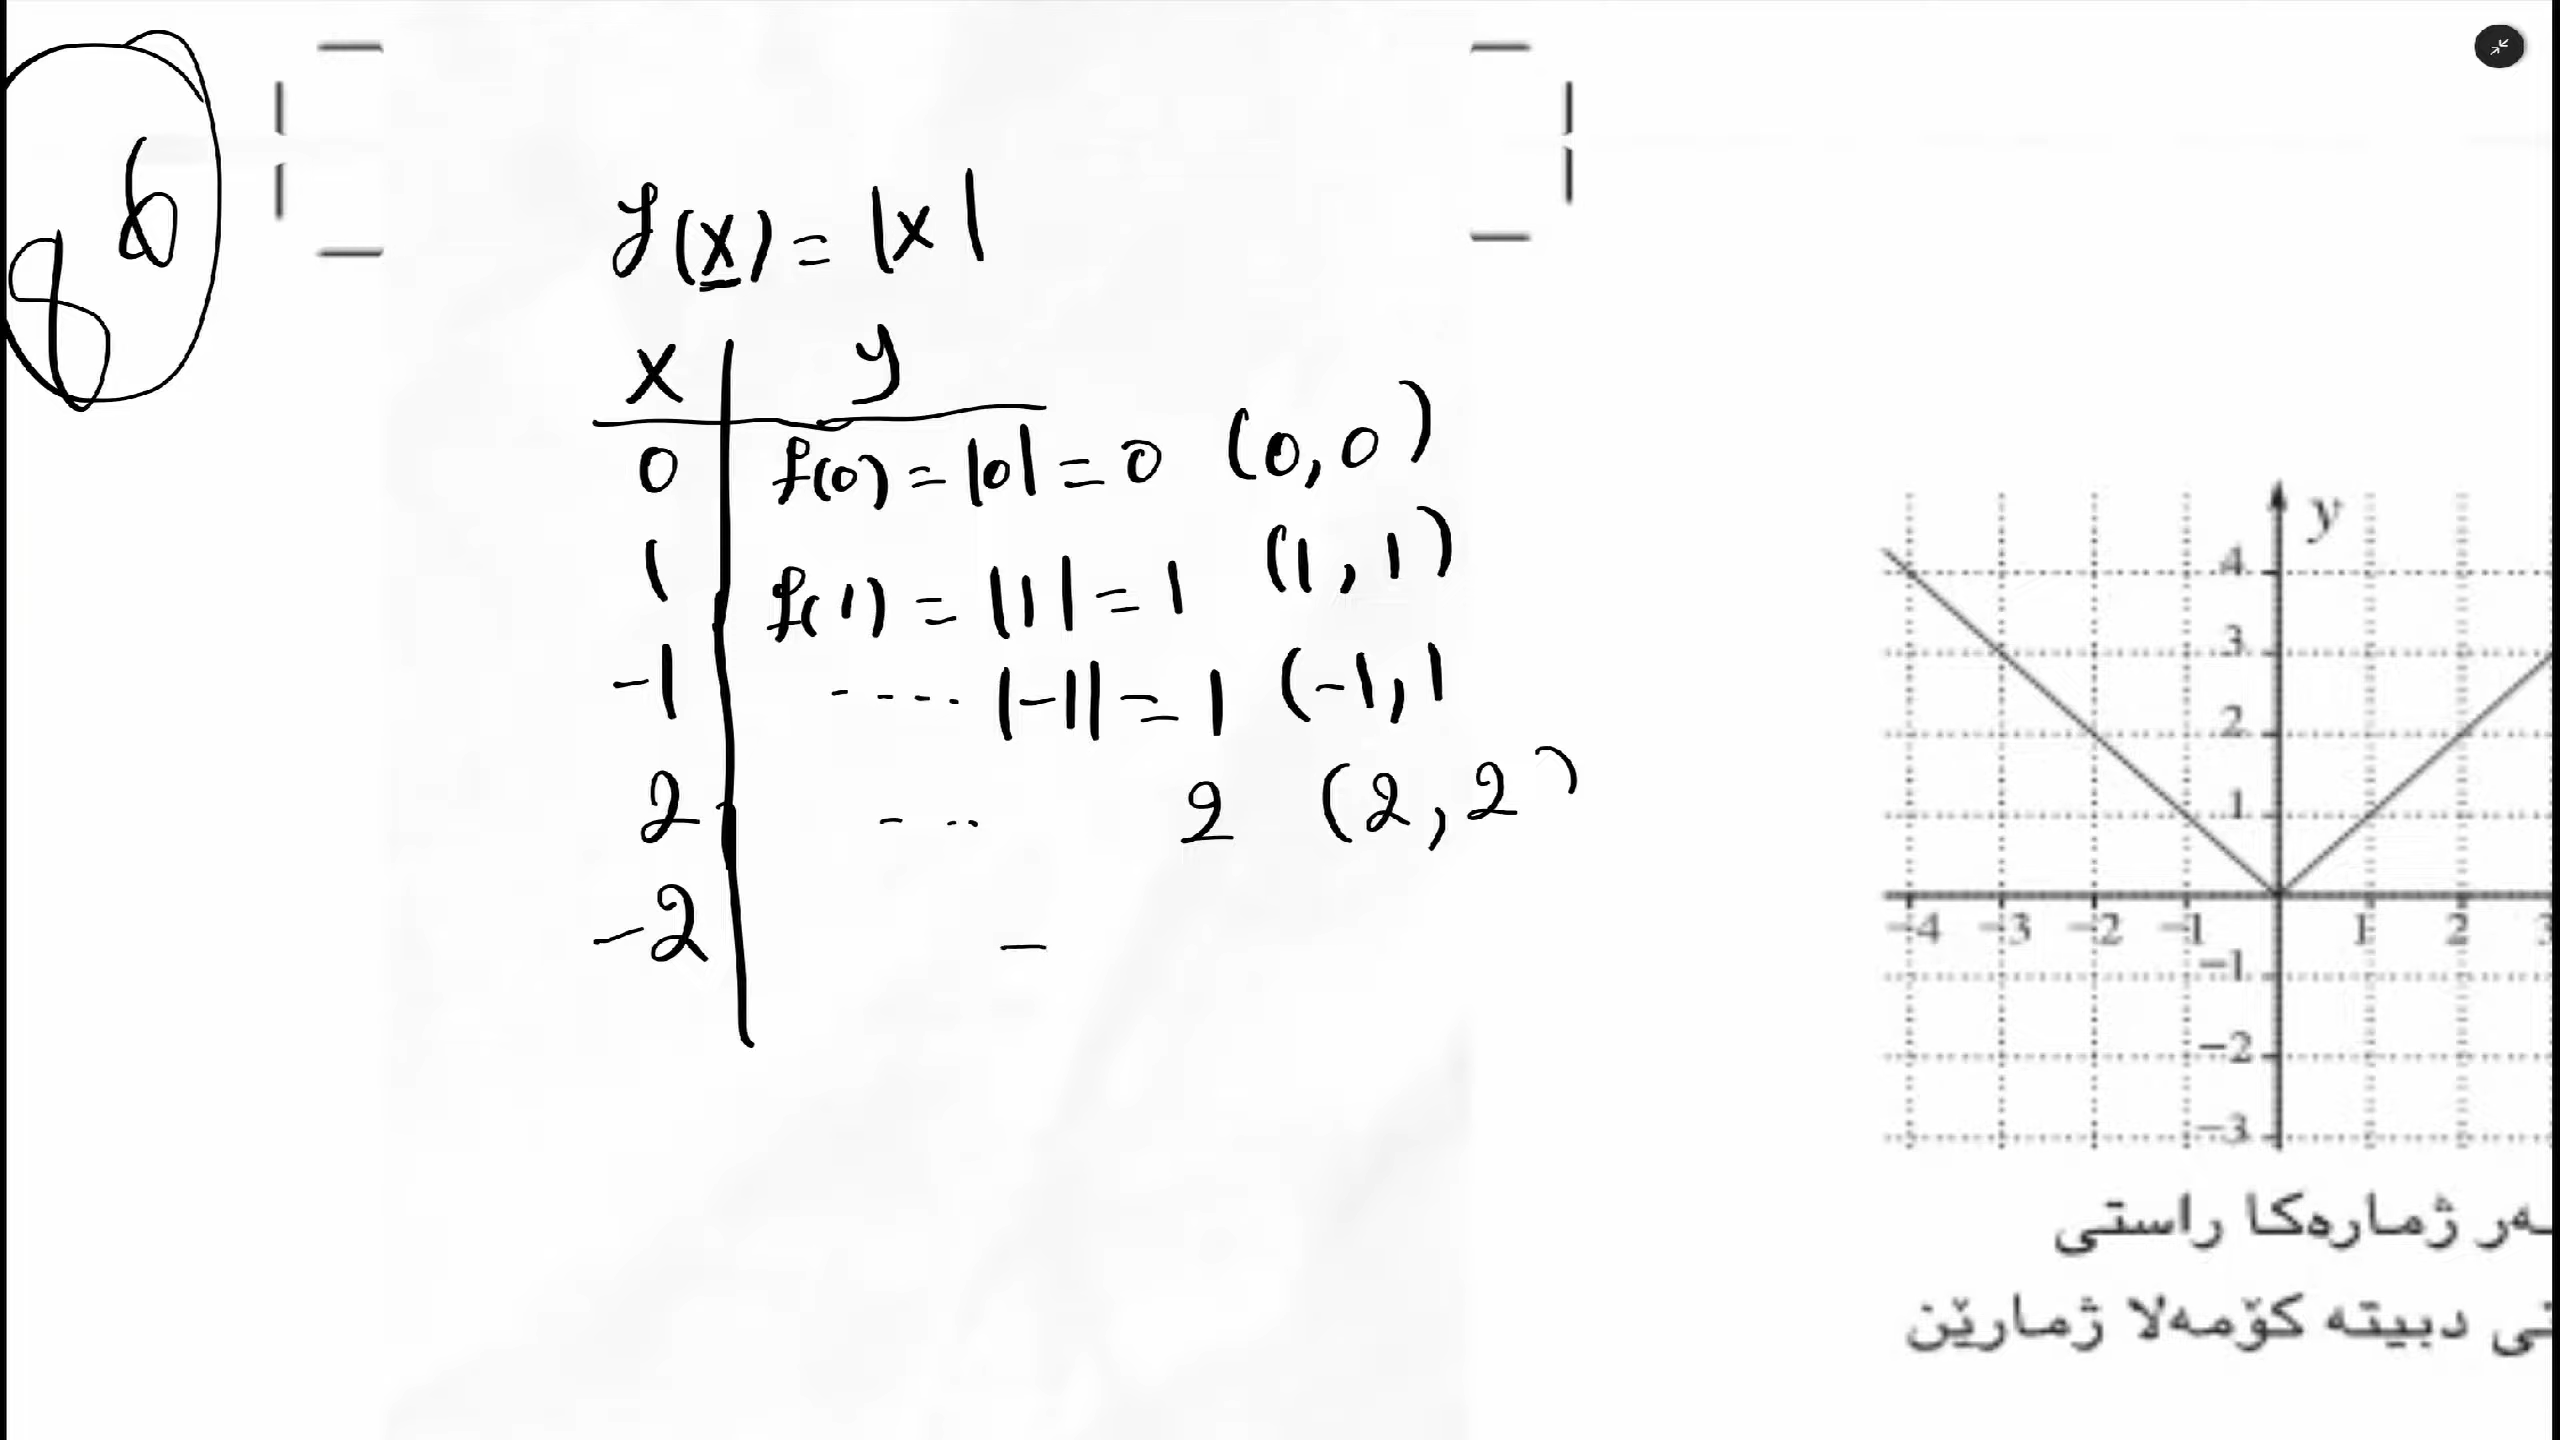 86
f(x) = |x|
x y
0 f(0) = |0| = 0 (0,0)
1 f(1) = |1| = 1 (1,1)
-1 .... |-1| = 1 (-1,1
2 - .. 2 (2,2)
-2 -
y
4
3
2
1
-4 -3 -2 -1 1 2 3
-1
-2
-3
ژمارەکا راستی
دبیتە کۆمەلا ژمارێن